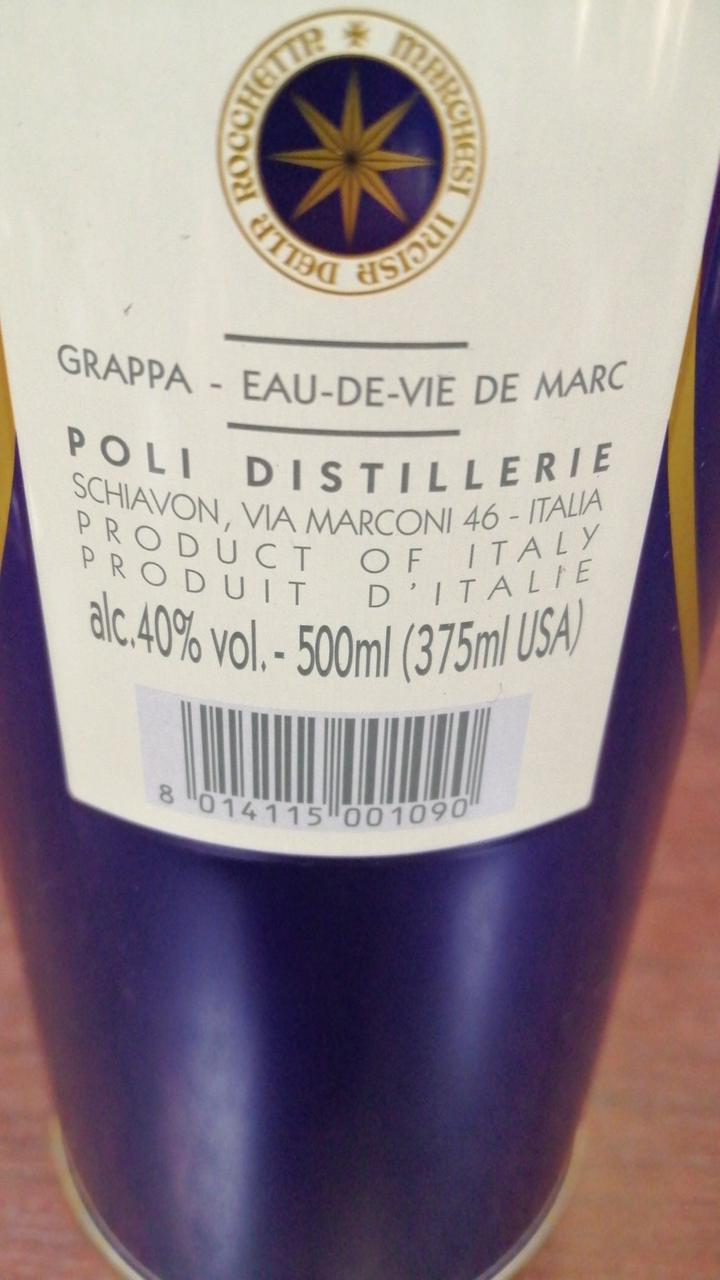 MARCHESI INCISA DELLA ROCCHETTA
GRAPPA - EAU-DE-VIE DE MARC
POLI DISTILLERIE
SCHIAVON, VIA MARCONI 46 - ITALIA
PRODUCT OF ITALY
PRODUIT D'ITALIE
alc.40% vol. - 500ml (375ml USA)
8 014115 001090